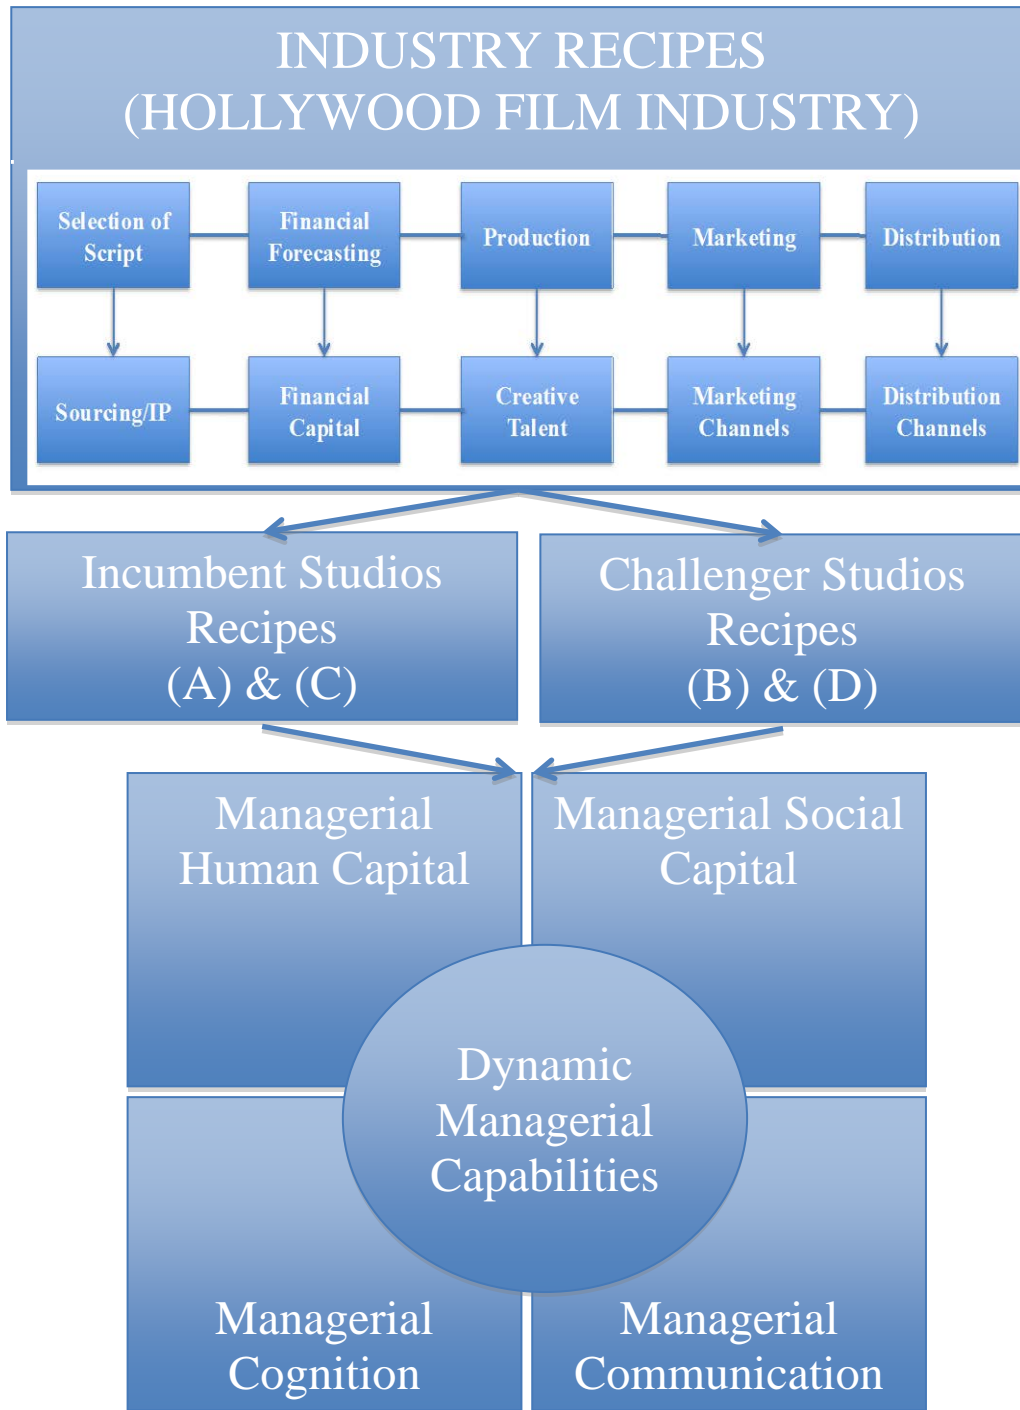 INDUSTRY RECIPES
(HOLLYWOOD FILM INDUSTRY)
Selection of
Script
Financial
Forecasting
Production
Marketing
Distribution
Sourcing/IP
Financial
Capital
Creative
Talent
Marketing
Channels
Distribution
Channels
Incumbent Studios
Recipes
(A) & (C)
Challenger Studios
Recipes
(B) & (D)
Managerial
Human Capital
Managerial Social
Capital
Dynamic
Managerial
Capabilities
Managerial
Cognition
Managerial
Communication